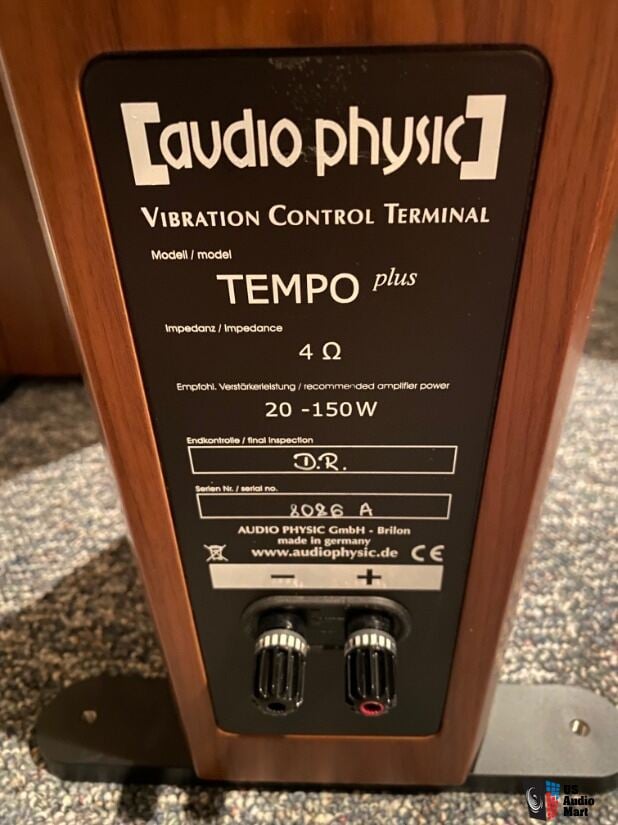 [audio physic]
VIBRATION CONTROL TERMINAL
Modell / model
TEMPO plus
Impedanz / Impedance
4 Ω
Empfohl. Verstärkerleistung / recommended amplifier power
20 -150W
Endkontrolle / final inspection
D.R.
Serien Nr. / serial no.
8086 A
AUDIO PHYSIC GmbH - Brilon
made in germany
www.audiophysic.de CE
− +
US
Audio
Mart